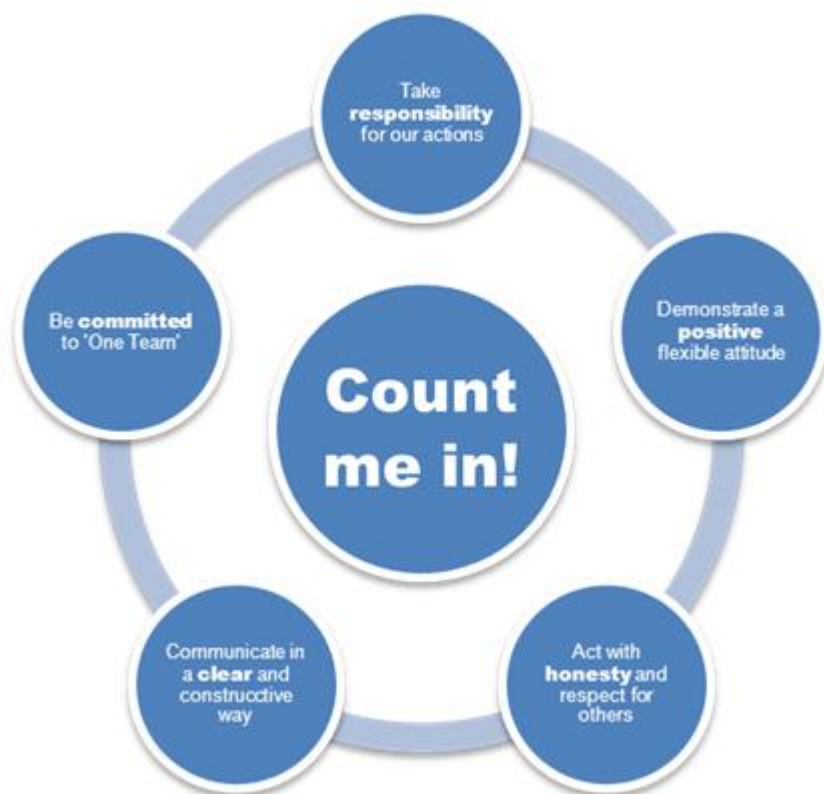 Take
responsibility
for our actions
Demonstrate a
positive
flexible attitude
Act with
honesty and
respect for
others
Communicate in
a clear and
construcctive
way
Be committed
to 'One Team'
Count
me in!